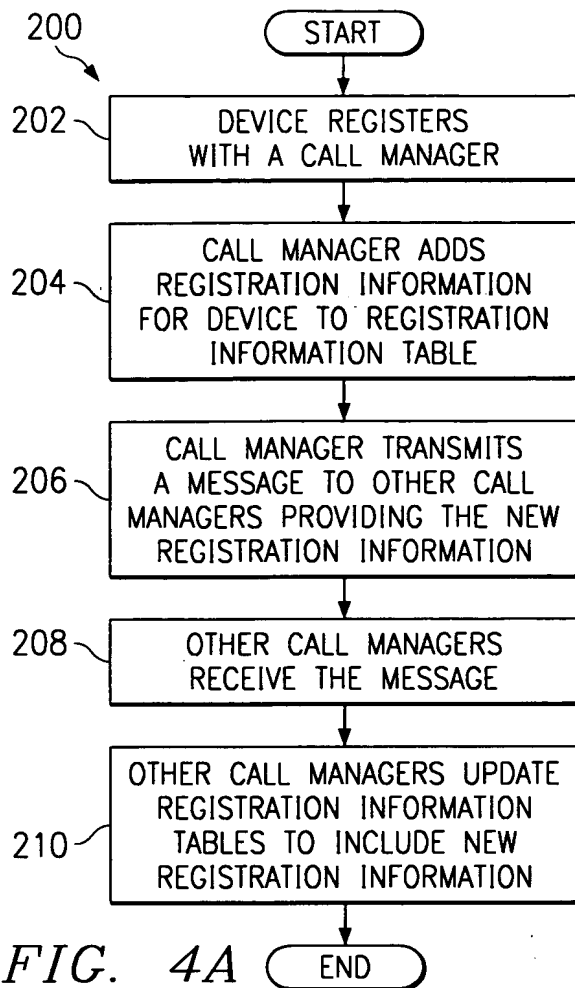 200
START
202
DEVICE REGISTERS
WITH A CALL MANAGER
204
CALL MANAGER ADDS
REGISTRATION INFORMATION
FOR DEVICE TO REGISTRATION
INFORMATION TABLE
206
CALL MANAGER TRANSMITS
A MESSAGE TO OTHER CALL
MANAGERS PROVIDING THE NEW
REGISTRATION INFORMATION
208
OTHER CALL MANAGERS
RECEIVE THE MESSAGE
210
OTHER CALL MANAGERS UPDATE
REGISTRATION INFORMATION
TABLES TO INCLUDE NEW
REGISTRATION INFORMATION
FIG. 4A
END